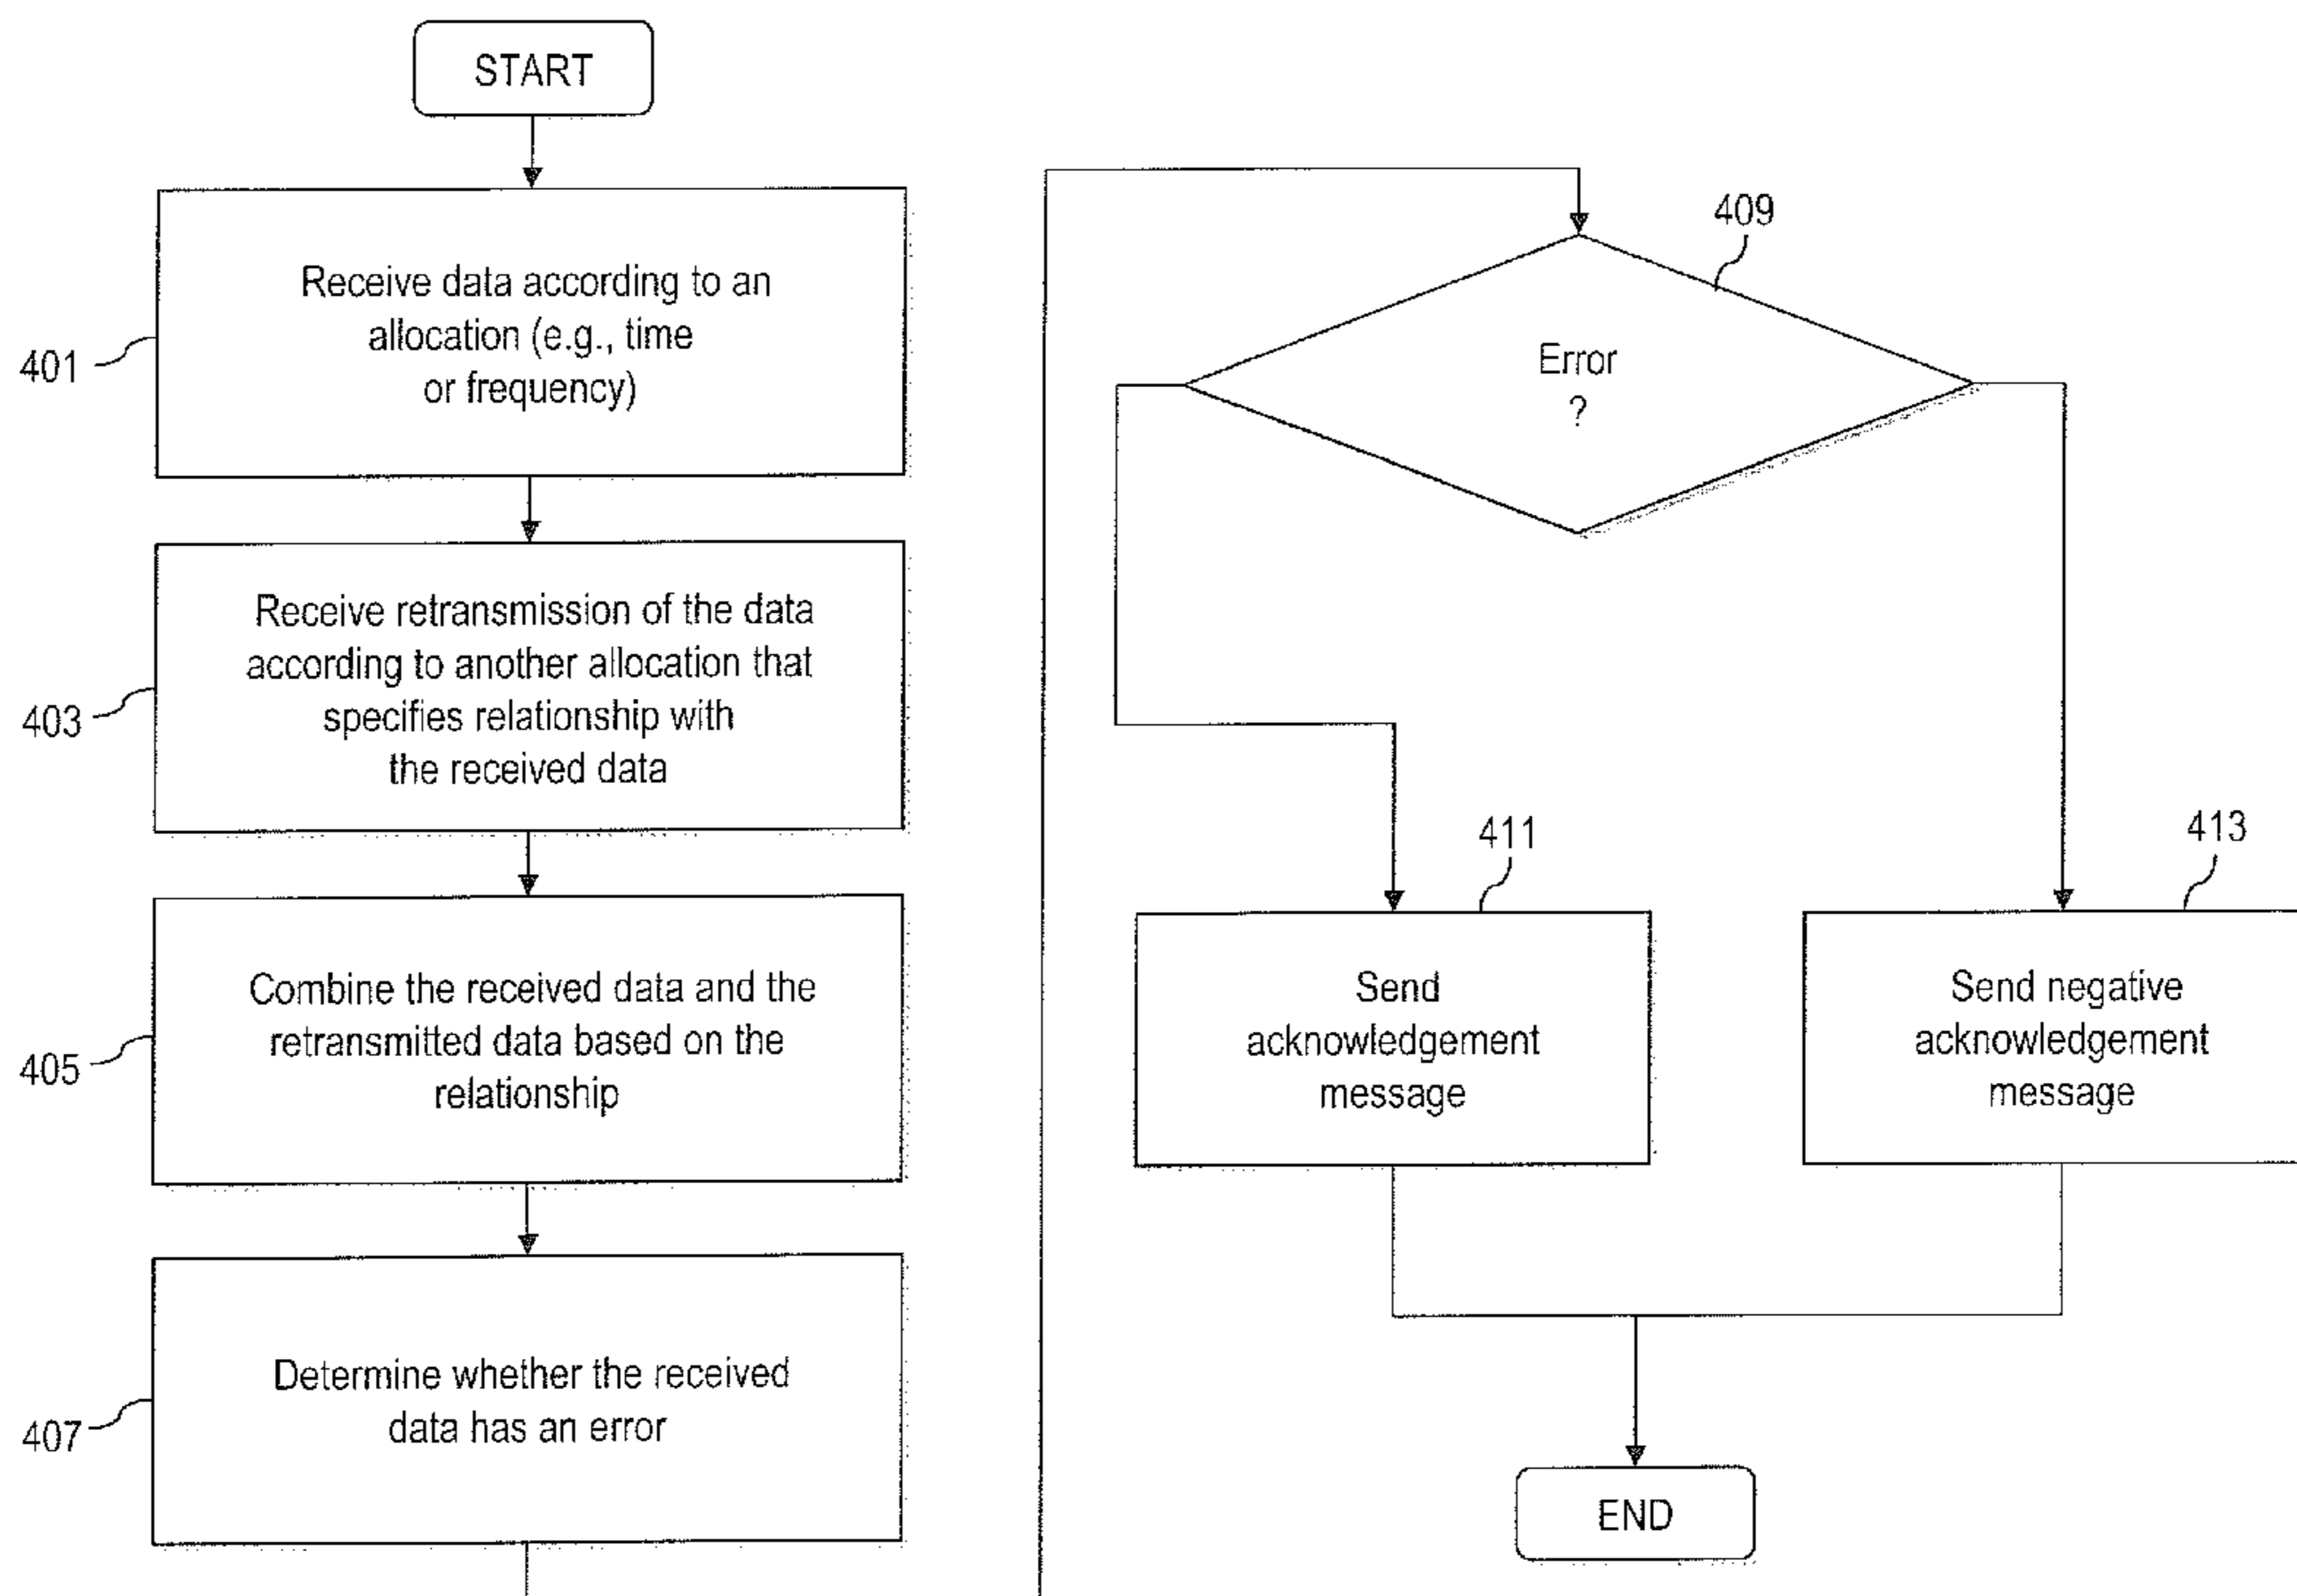 START
Receive data according to an
allocation (e.g., time
or frequency)
401
Receive retransmission of the data
according to another allocation that
specifies relationship with
the received data
403
Combine the received data and the
retransmitted data based on the
relationship
405
Determine whether the received
data has an error
407
409
Error
?
411
Send
acknowledgement
message
413
Send negative
acknowledgement
message
END